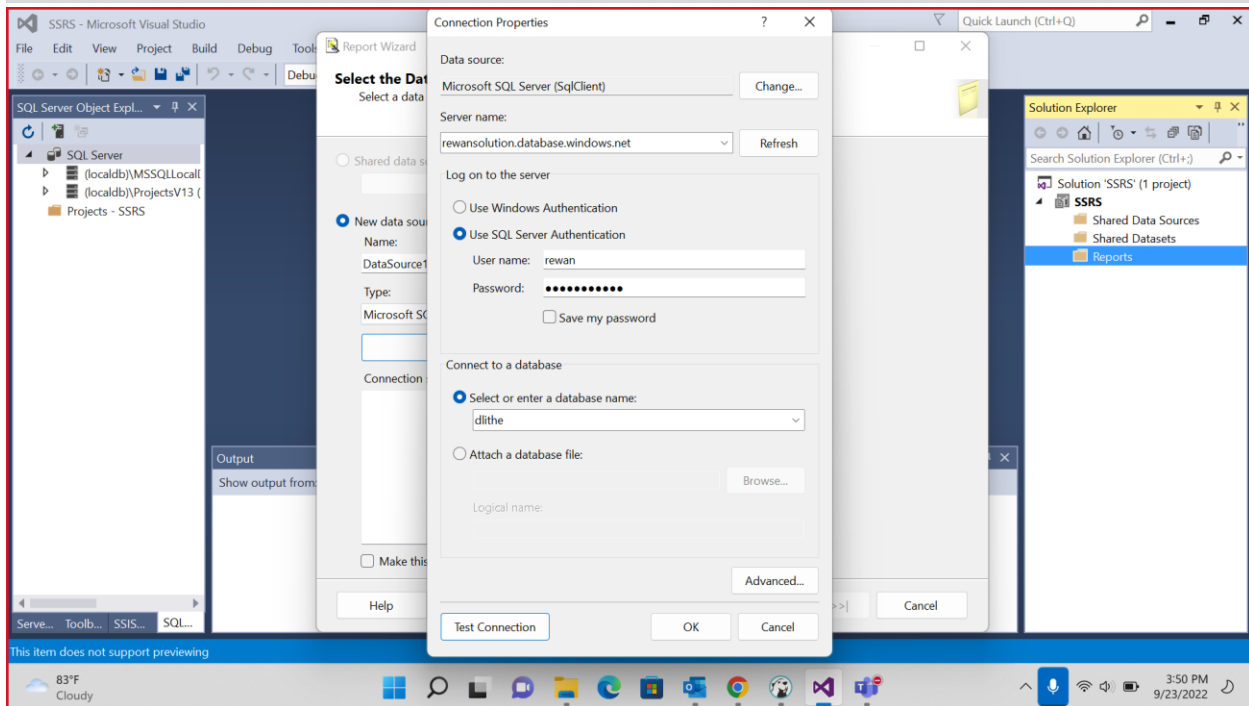 SSRS - Microsoft Visual Studio
Quick Launch (Ctrl+Q)
File Edit View Project Build Debug Tools
Debu
SQL Server Object Expl...
SQL Server
(localdb)\MSSQLLocalD
(localdb)\ProjectsV13 (
Projects - SSRS
Serve... Toolb... SSIS... SQL...
Report Wizard
Select the Dat
Select a data
Shared data s
New data sour
Name:
DataSource1
Type:
Microsoft SQ
Connection
Make this
Help
>>|
Cancel
Output
Show output from:
Connection Properties
Data source:
Microsoft SQL Server (SqlClient)
Change...
Server name:
rewansolution.database.windows.net
Refresh
Log on to the server
Use Windows Authentication
Use SQL Server Authentication
User name: rewan
Password: ●●●●●●●●●●●
Save my password
Connect to a database
Select or enter a database name:
dlithe
Attach a database file:
Browse...
Logical name:
Advanced...
Test Connection
OK
Cancel
Solution Explorer
Search Solution Explorer (Ctrl+;)
Solution 'SSRS' (1 project)
SSRS
Shared Data Sources
Shared Datasets
Reports
This item does not support previewing
83°F
Cloudy
3:50 PM
9/23/2022